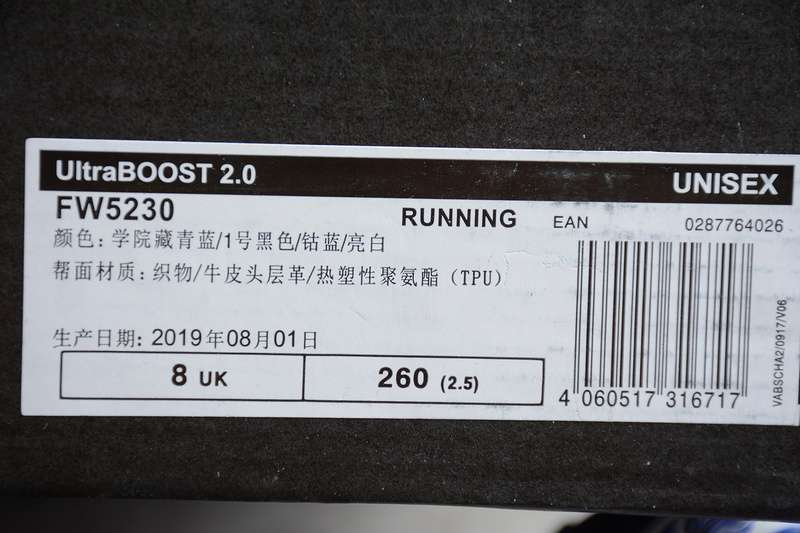 UltraBOOST 2.0
UNISEX
FW5230
RUNNING
EAN
0287764026
颜色: 学院藏青蓝/1号黑色/钴蓝/亮白
帮面材质: 织物/牛皮头层革/热塑性聚氨酯（TPU）
生产日期: 2019年08月01日
8 UK
260 (2.5)
4 060517 316717
VABSCHA2/0917/V06